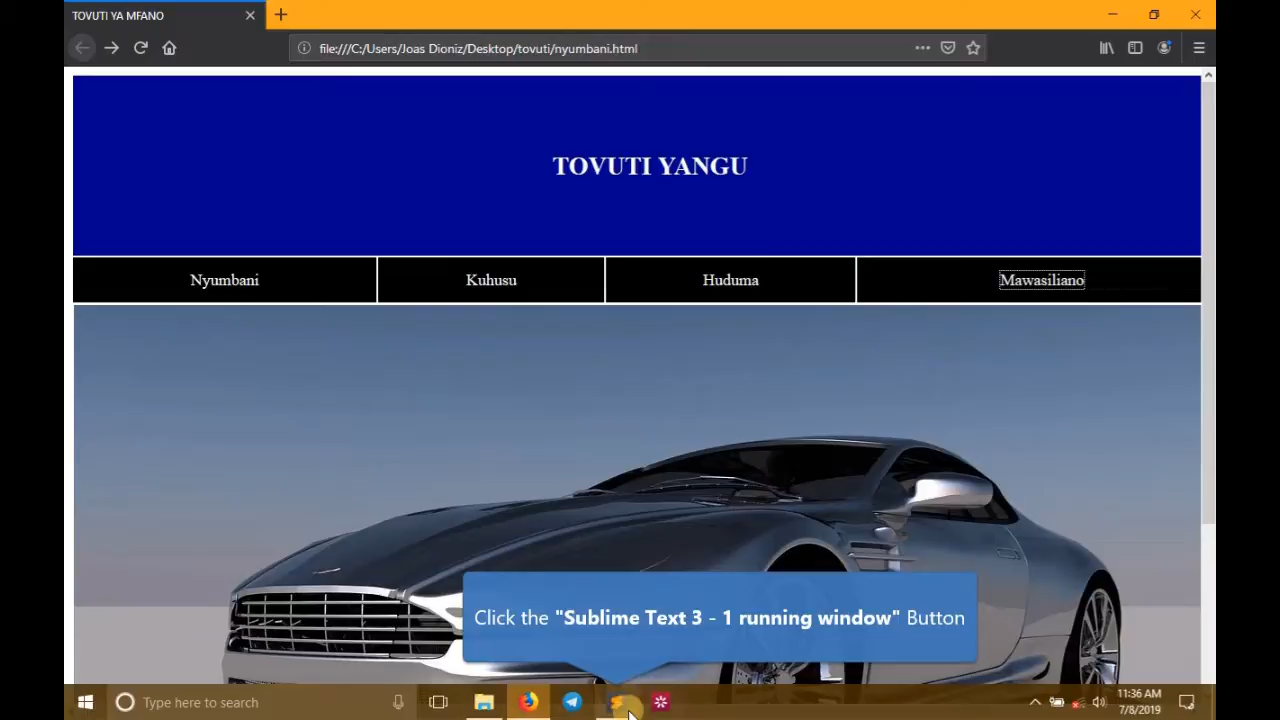 TOVUTI YA MFANO
file:///C:/Users/Joas Dioniz/Desktop/tovuti/nyumbani.html
TOVUTI YANGU
Nyumbani
Kuhusu
Huduma
Mawasiliano
Click the "Sublime Text 3 - 1 running window" Button
Type here to search
11:36 AM
7/8/2019